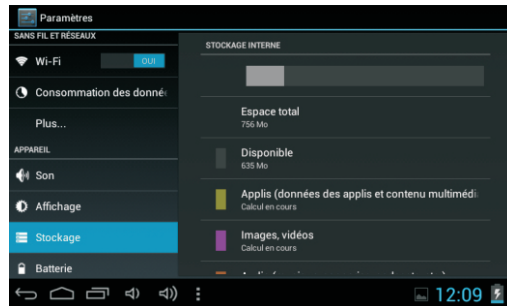 Paramètres
SANS FIL ET RÉSEAUX
Wi-Fi
OUI
Consommation des donné
Plus...
APPAREIL
Son
Affichage
Stockage
Batterie
STOCKAGE INTERNE
Espace total
756 Mo
Disponible
635 Mo
Applis (données des applis et contenu multimédi
Calcul en cours
Images, vidéos
Calcul en cours
12:09